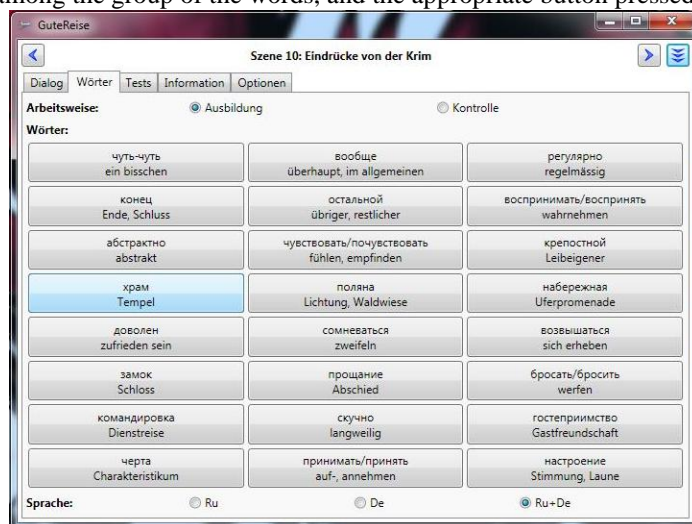 among the group of the words, and the appropriate button pressed
GuteReise
Szene 10: Eindrücke von der Krim
Dialog Wörter Tests Information Optionen
Arbeitsweise: Ausbildung Kontrolle
Wörter:
чуть-чуть вообще регулярно
ein bisschen überhaupt, im allgemeinen regelmässig
конец остальной воспринимать/воспринять
Ende, Schluss übriger, restlicher wahrnehmen
абстрактно чувствовать/почувствовать крепостной
abstrakt fühlen, empfinden Leibeigener
храм поляна набережная
Tempel Lichtung, Waldwiese Uferpromenade
доволен сомневаться возвышаться
zufrieden sein zweifeln sich erheben
замок прощание бросать/бросить
Schloss Abschied werfen
командировка скучно гостеприимство
Dienstreise langweilig Gastfreundschaft
черта принимать/принять настроение
Charakteristikum auf-, annehmen Stimmung, Laune
Sprache: Ru De Ru+De